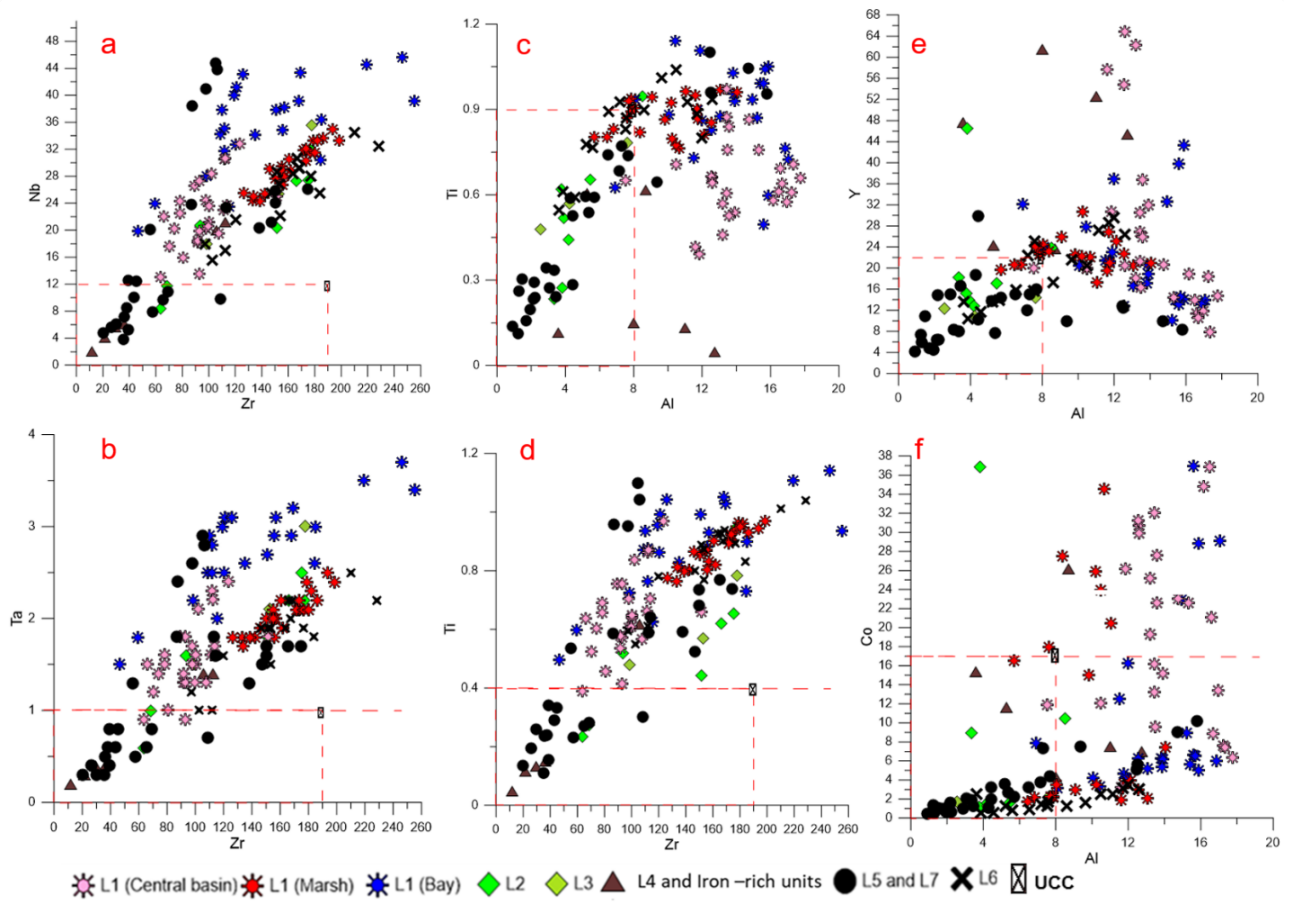 a
48
44
40
36
32
28
24
20
16
12
8
4
0
Nb
0 20 40 60 80 100 120 140 160 180 200 220 240 260
Zr
c
1.2
0.9
0.6
0.3
0
Ti
0 4 8 12 16 20
Al
e
68
64
60
56
52
48
44
40
36
32
28
24
20
16
12
8
4
0
Y
0 4 8 12 16 20
Al
b
4
3
2
1
0
Ta
0 20 40 60 80 100 120 140 160 180 200 220 240 260
Zr
d
1.2
0.8
0.4
0
Ti
0 20 40 60 80 100 120 140 160 180 200 220 240 260
Zr
f
38
36
34
32
30
28
26
24
22
20
18
16
14
12
10
8
6
4
2
0
Co
0 4 8 12 16 20
Al
L1 (Central basin) L1 (Marsh) L1 (Bay) L2 L3 L4 and Iron –rich units L5 and L7 L6 UCC